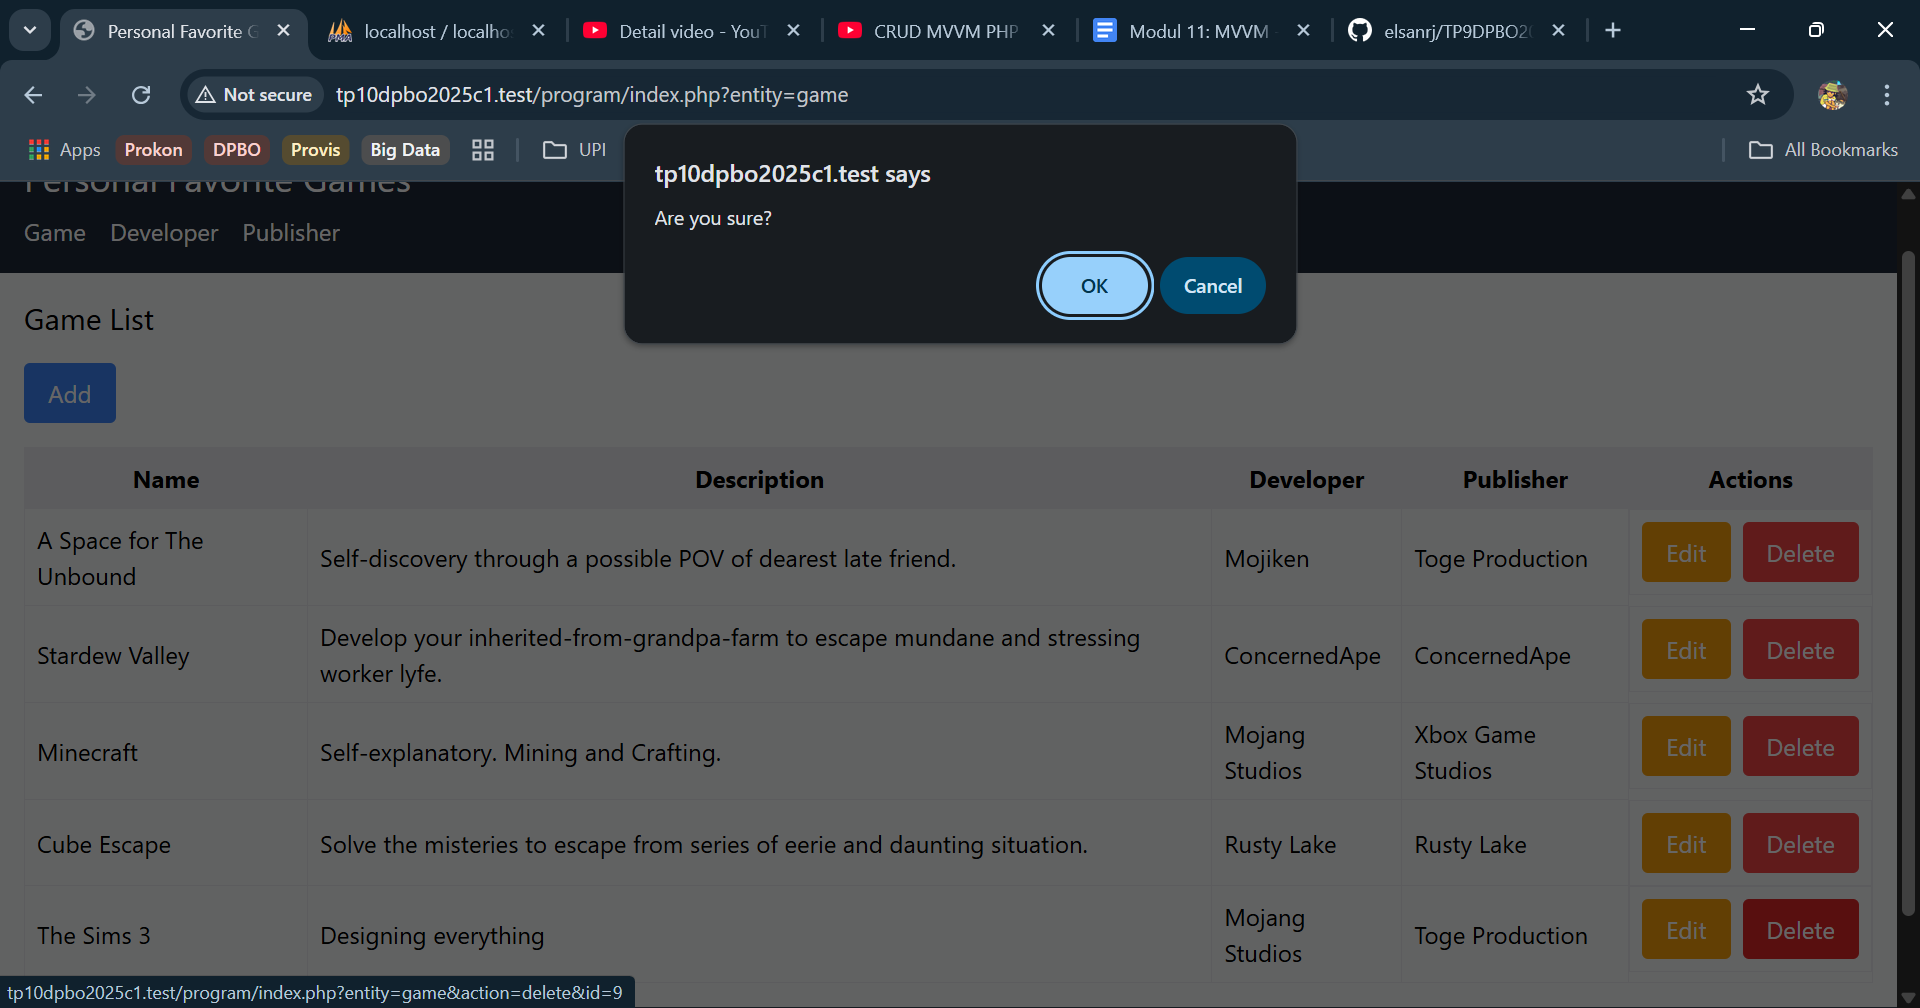 Personal Favorite G
localhost / localho
Detail video - YouT
CRUD MVVM PHP
Modul 11: MVVM
elsanrj/TP9DPBO20
Not secure
tp10dpbo2025c1.test/program/index.php?entity=game
Apps
Prokon
DPBO
Provis
Big Data
UPI
All Bookmarks
Personal Favorite Games
Game Developer Publisher
tp10dpbo2025c1.test says
Are you sure?
OK
Cancel
Game List
Add
Name Description Developer Publisher Actions
A Space for The
Unbound
Self-discovery through a possible POV of dearest late friend.
Mojiken
Toge Production
Edit Delete
Stardew Valley
Develop your inherited-from-grandpa-farm to escape mundane and stressing
worker lyfe.
ConcernedApe
ConcernedApe
Edit Delete
Minecraft
Self-explanatory. Mining and Crafting.
Mojang
Studios
Xbox Game
Studios
Edit Delete
Cube Escape
Solve the misteries to escape from series of eerie and daunting situation.
Rusty Lake
Rusty Lake
Edit Delete
The Sims 3
Designing everything
Mojang
Studios
Toge Production
Edit Delete
tp10dpbo2025c1.test/program/index.php?entity=game&action=delete&id=9